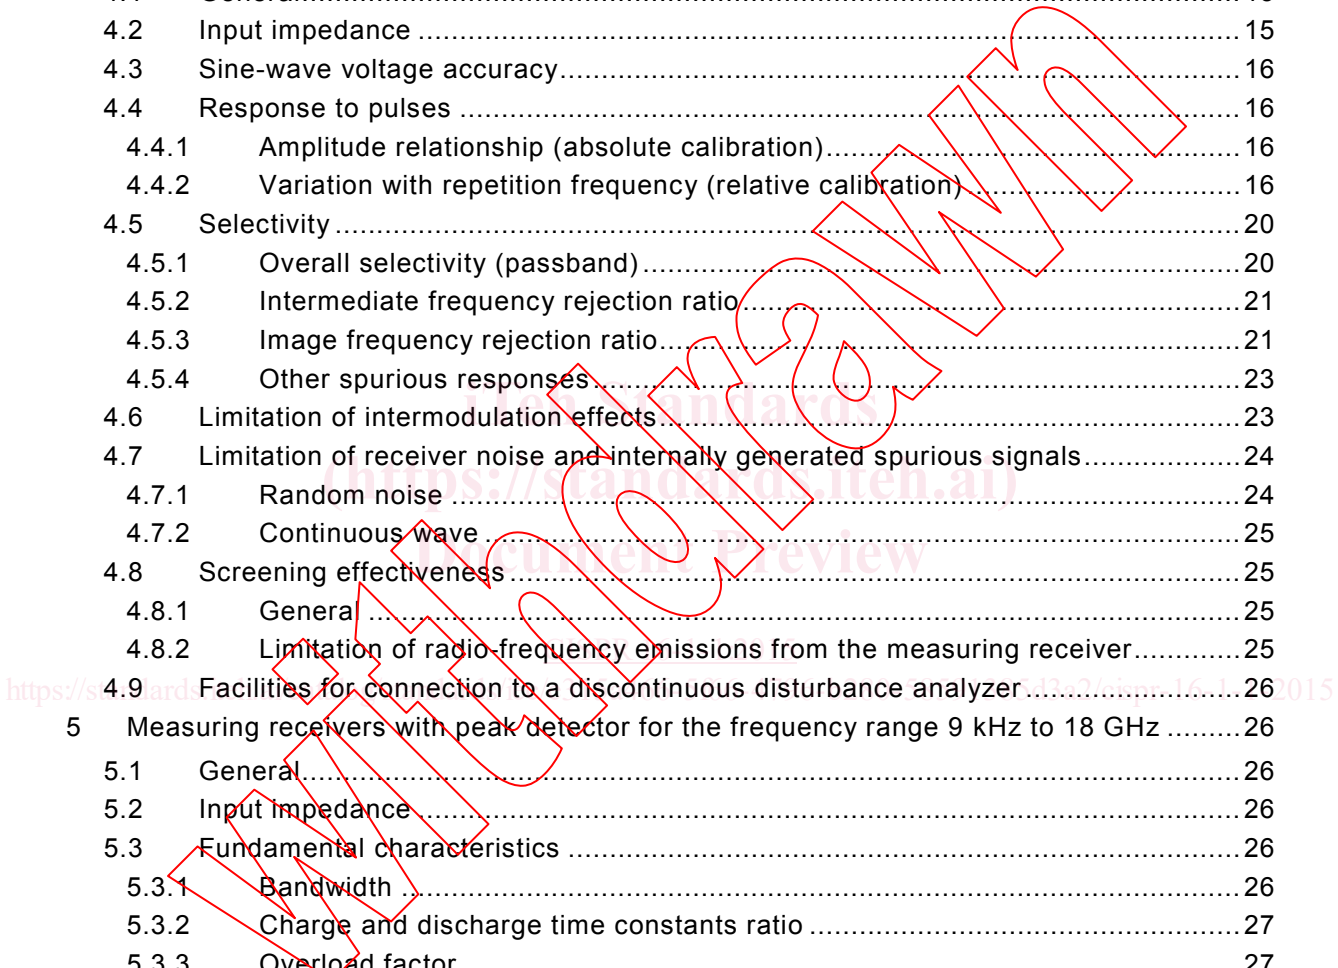 4.2 Input impedance ........ 15
4.3 Sine-wave voltage accuracy ........ 16
4.4 Response to pulses ........ 16
4.4.1 Amplitude relationship (absolute calibration) ........ 16
4.4.2 Variation with repetition frequency (relative calibration) ........ 16
4.5 Selectivity ........ 20
4.5.1 Overall selectivity (passband) ........ 20
4.5.2 Intermediate frequency rejection ratio ........ 21
4.5.3 Image frequency rejection ratio ........ 21
4.5.4 Other spurious responses ........ 23
iTeh Standards
4.6 Limitation of intermodulation effects ........ 23
4.7 Limitation of receiver noise and internally generated spurious signals ........ 24
(https://standards.iteh.ai)
4.7.1 Random noise ........ 24
4.7.2 Continuous wave ........ 25
Document Preview
4.8 Screening effectiveness ........ 25
4.8.1 General ........ 25
4.8.2 Limitation of radio-frequency emissions from the measuring receiver ........ 25
4.9 Facilities for connection to a discontinuous disturbance analyzer ........ 26
5 Measuring receivers with peak detector for the frequency range 9 kHz to 18 GHz ........ 26
5.1 General ........ 26
5.2 Input impedance ........ 26
5.3 Fundamental characteristics ........ 26
5.3.1 Bandwidth ........ 26
5.3.2 Charge and discharge time constants ratio ........ 27
5.3.3 Overload factor ........ 27
Withdrawn